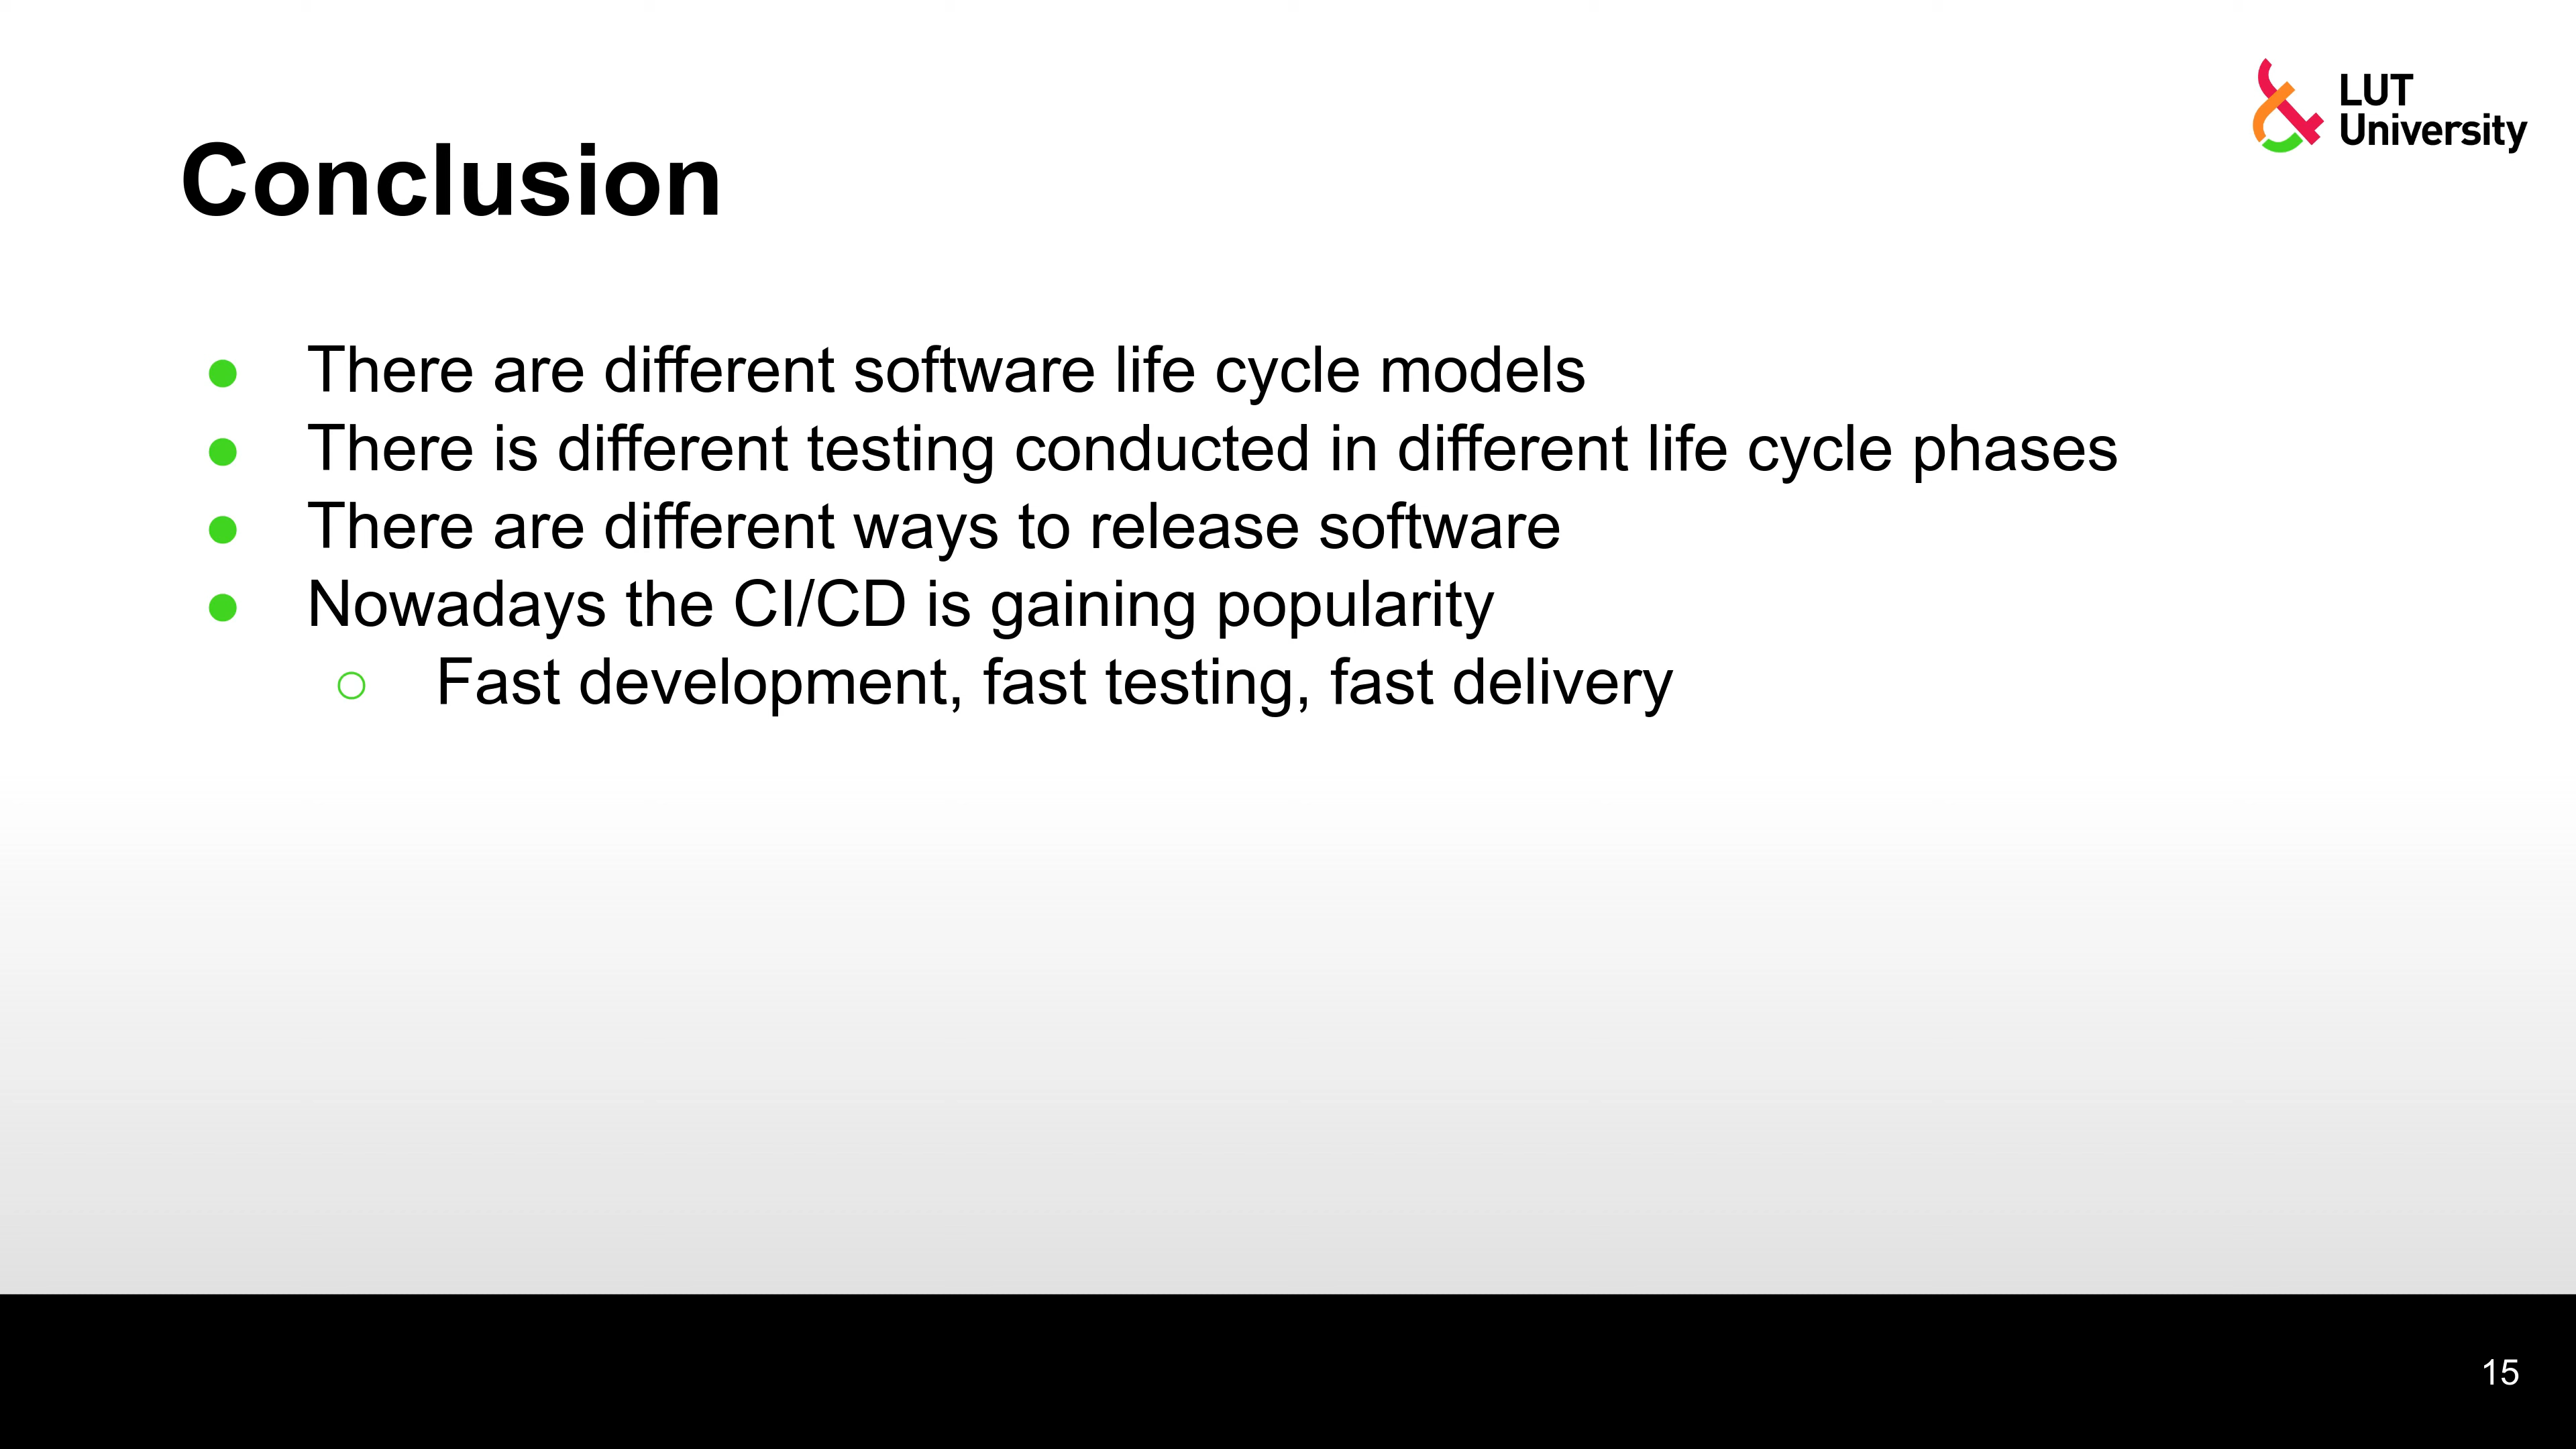 LUT
University
Conclusion
● There are different software life cycle models
● There is different testing conducted in different life cycle phases
● There are different ways to release software
● Nowadays the CI/CD is gaining popularity
○ Fast development, fast testing, fast delivery
15